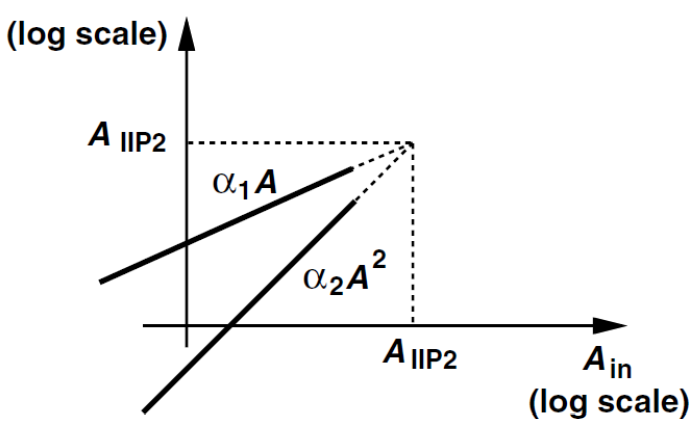 (log scale)
A IIP2
α₁A
α₂A²
A IIP2
A in
(log scale)